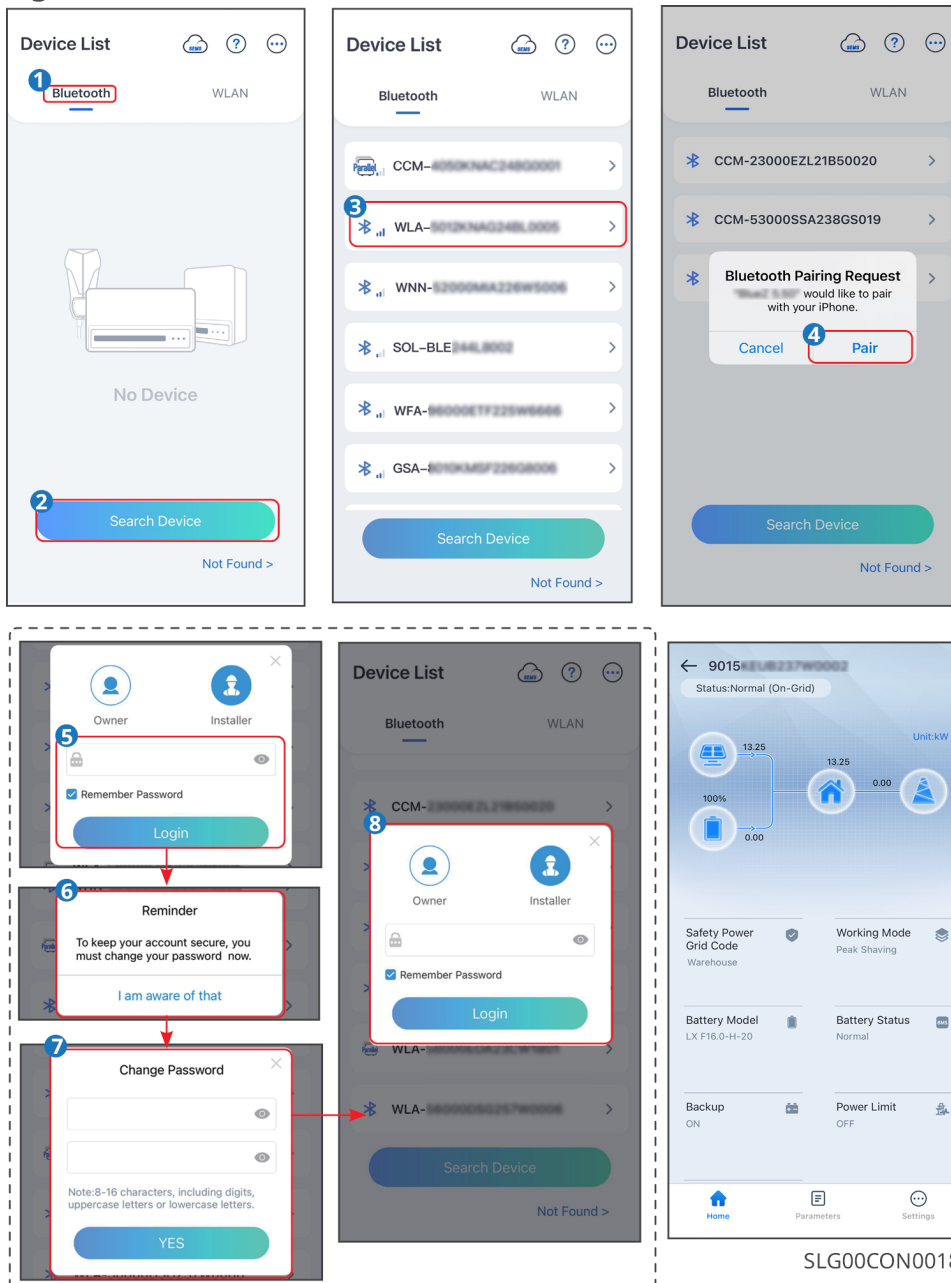 Device List
SEMS
?
1
Bluetooth
WLAN
No Device
2
Search Device
Not Found >
Device List
SEMS
?
Bluetooth
WLAN
Parallel
CCM-
3
WLA-
WNN-
SOL-BLE
WFA-
GSA-
Search Device
Not Found >
Device List
SEMS
?
Bluetooth
WLAN
CCM-23000EZL21B50020
CCM-53000SSA238GS019
Bluetooth Pairing Request
would like to pair
with your iPhone.
4
Cancel
Pair
Search Device
Not Found >
Owner
Installer
5
Remember Password
Login
6
Reminder
To keep your account secure, you
must change your password now.
I am aware of that
7
Change Password
Note:8-16 characters, including digits,
uppercase letters or lowercase letters.
YES
Device List
SEMS
?
Bluetooth
WLAN
CCM-
8
Owner
Installer
Remember Password
Login
WLA-
WLA-
Search Device
Not Found >
9015
Status:Normal (On-Grid)
Unit:kW
13.25
13.25
0.00
100%
0.00
Safety Power
Grid Code
Warehouse
Working Mode
Peak Shaving
Battery Model
LX F16.0-H-20
Battery Status
BMS
Normal
Backup
ON
Power Limit
OFF
Home
Parameters
Settings
SLG00CON0018